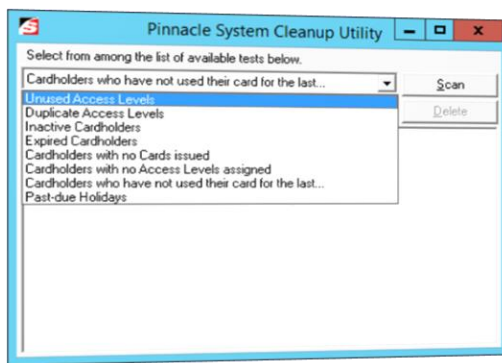 Pinnacle System Cleanup Utility
Select from among the list of available tests below.
Cardholders who have not used their card for the last...
Scan
Unused Access Levels
Delete
Duplicate Access Levels
Inactive Cardholders
Expired Cardholders
Cardholders with no Cards issued
Cardholders with no Access Levels assigned
Cardholders who have not used their card for the last...
Past-due Holidays